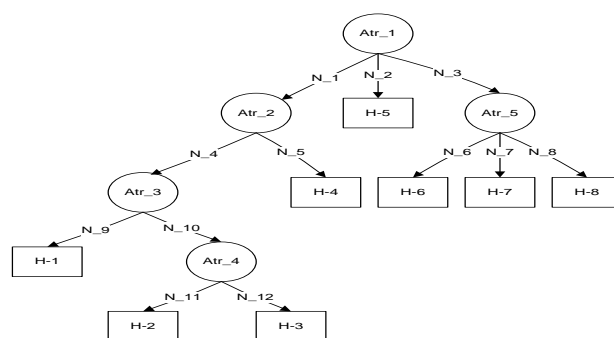 Atr_1
N_1
N_2
N_3
Atr_2
H-5
Atr_5
N_4
N_5
N_6
N_7
N_8
Atr_3
H-4
H-6
H-7
H-8
N_9
N_10
H-1
Atr_4
N_11
N_12
H-2
H-3